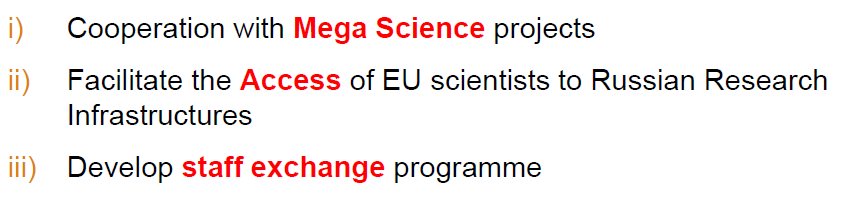 i) Cooperation with Mega Science projects
ii) Facilitate the Access of EU scientists to Russian Research
Infrastructures
iii) Develop staff exchange programme